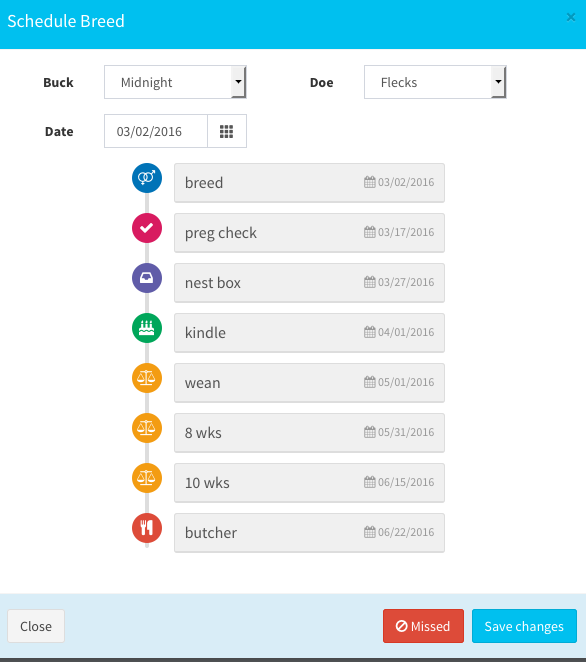 Schedule Breed ×
Buck Midnight Doe Flecks
Date 03/02/2016
breed 03/02/2016
preg check 03/17/2016
nest box 03/27/2016
kindle 04/01/2016
wean 05/01/2016
8 wks 05/31/2016
10 wks 06/15/2016
butcher 06/22/2016
Close Missed Save changes